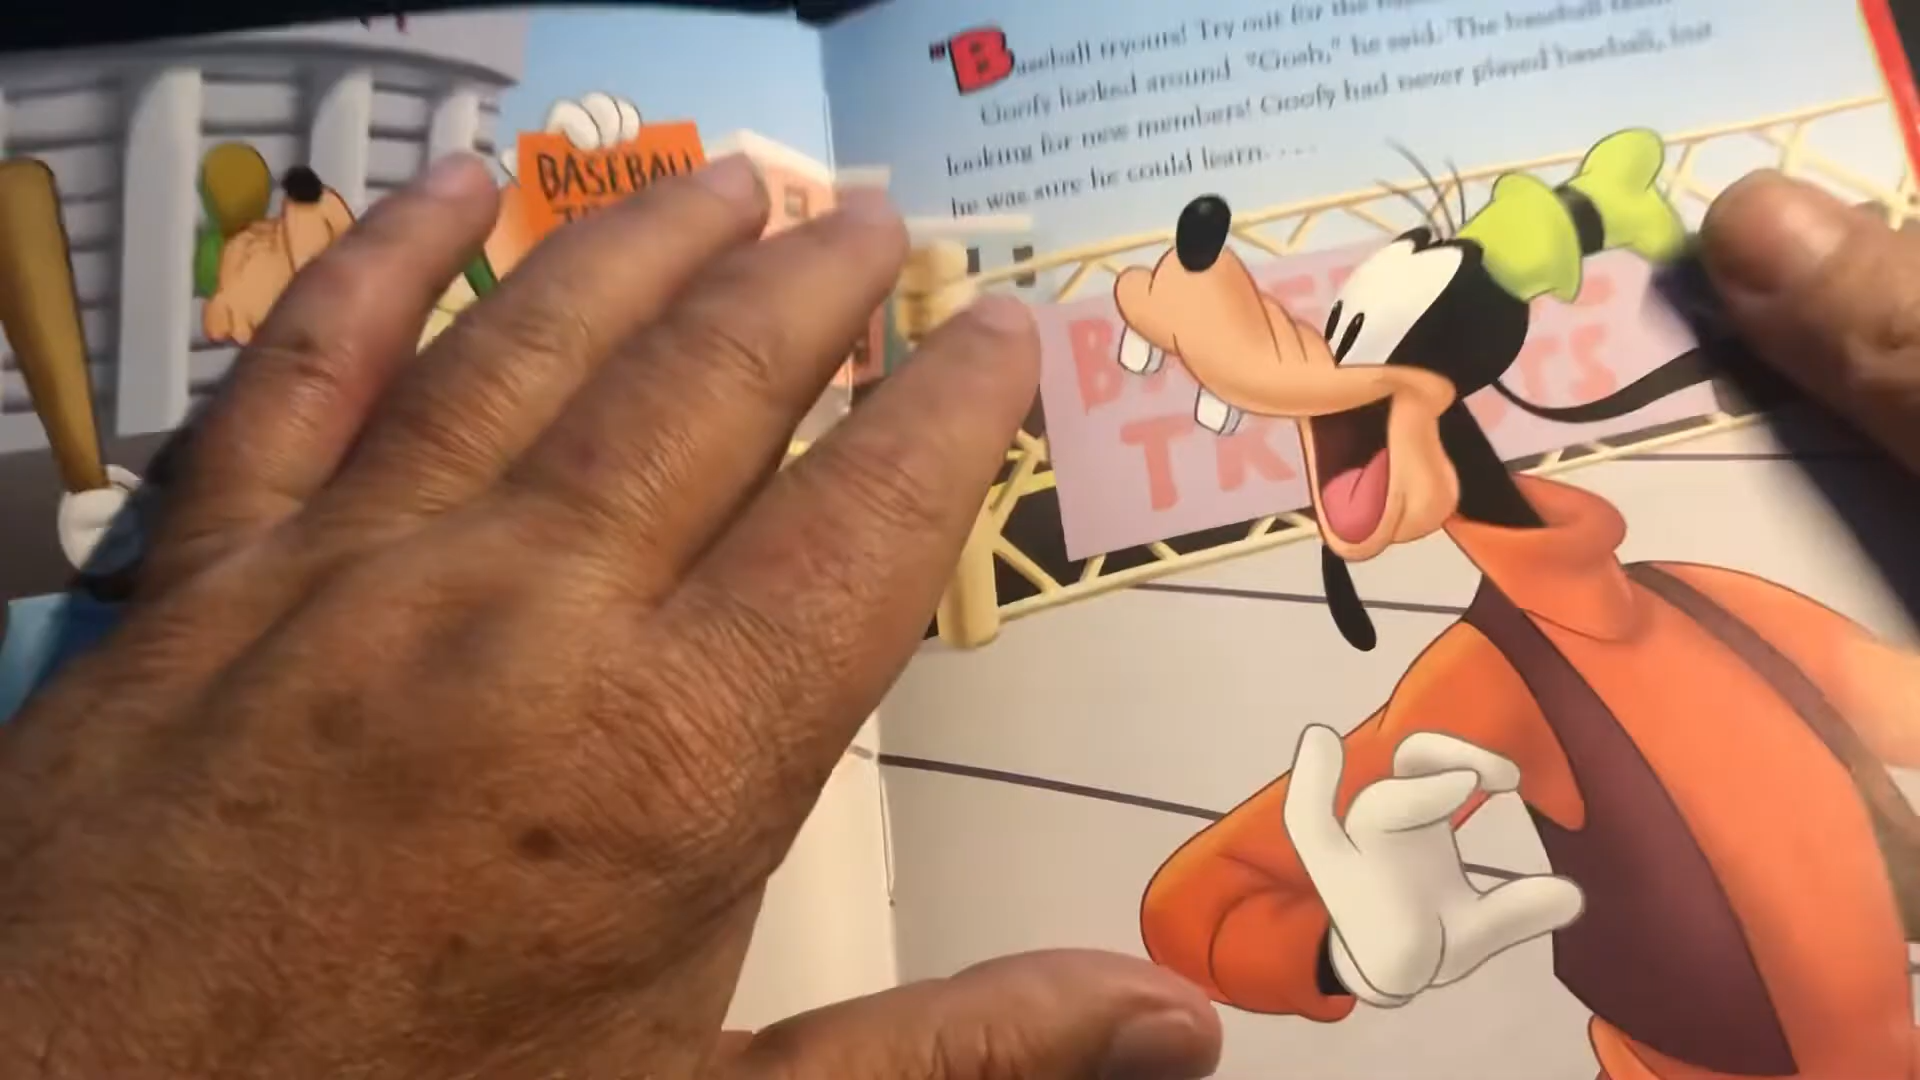 BASEBALL
"Baseball tryouts! Try out for the
Goofy looked around. "Gosh," he said. The baseball team
looking for new members! Goofy had never played baseball, but
he was sure he could learn. . . .